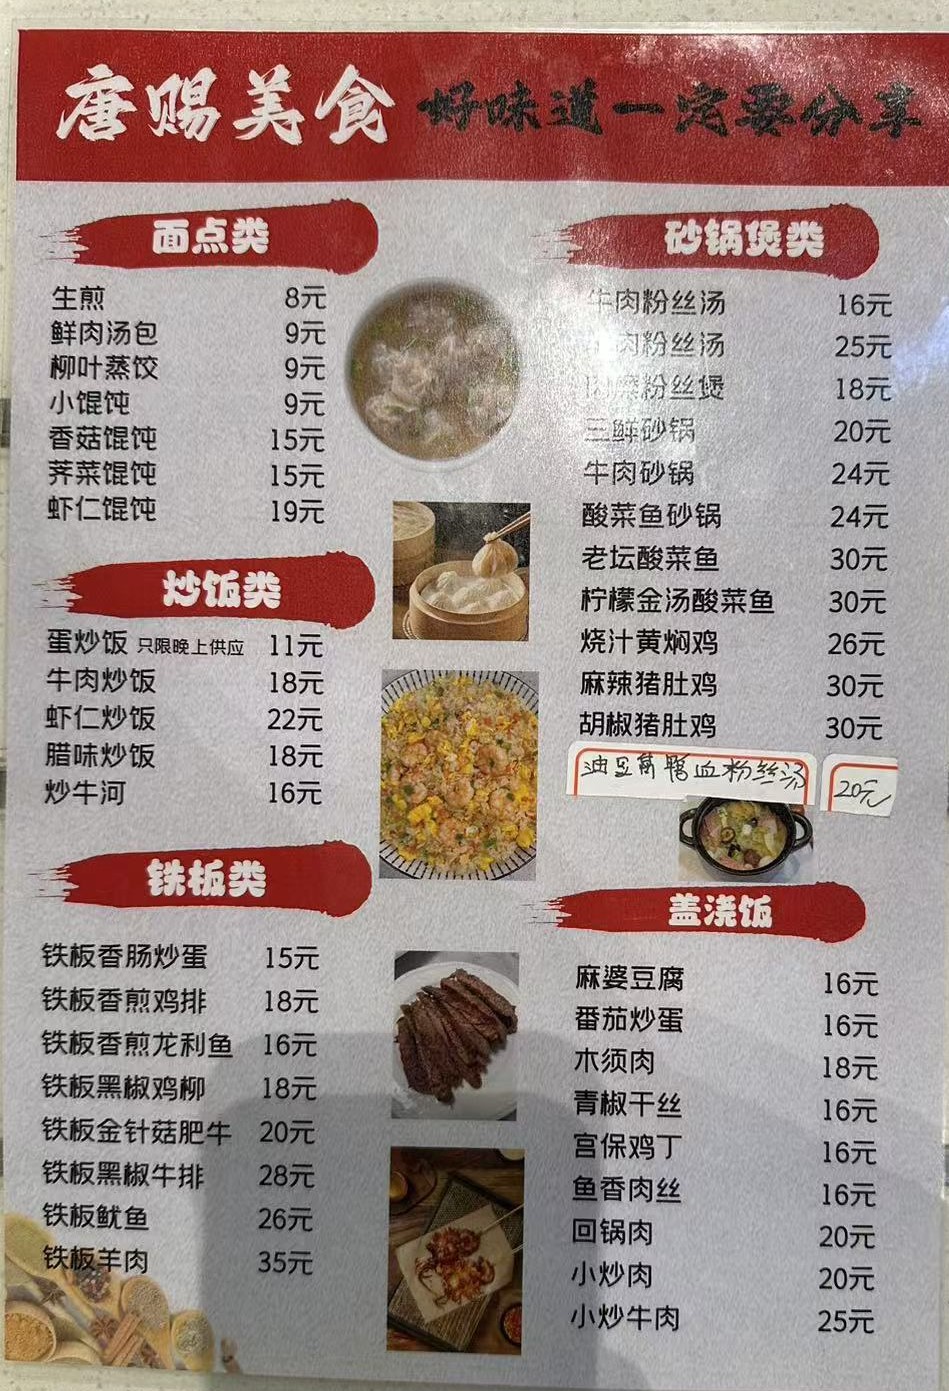 唐赐美食 好味道一定要分享
面点类
生煎 8元
鲜肉汤包 9元
柳叶蒸饺 9元
小馄饨 9元
香菇馄饨 15元
荠菜馄饨 15元
虾仁馄饨 19元
炒饭类
蛋炒饭 只限晚上供应 11元
牛肉炒饭 18元
虾仁炒饭 22元
腊味炒饭 18元
炒牛河 16元
铁板类
铁板香肠炒蛋 15元
铁板香煎鸡排 18元
铁板香煎龙利鱼 16元
铁板黑椒鸡柳 18元
铁板金针菇肥牛 20元
铁板黑椒牛排 28元
铁板鱿鱼 26元
铁板羊肉 35元
砂锅煲类
牛肉粉丝汤 16元
肉粉丝汤 25元
粉丝煲 18元
三鲜砂锅 20元
牛肉砂锅 24元
酸菜鱼砂锅 24元
老坛酸菜鱼 30元
柠檬金汤酸菜鱼 30元
烧汁黄焖鸡 26元
麻辣猪肚鸡 30元
胡椒猪肚鸡 30元
油豆腐鸭血粉丝汤 20元
盖浇饭
麻婆豆腐 16元
番茄炒蛋 16元
木须肉 18元
青椒干丝 16元
宫保鸡丁 16元
鱼香肉丝 16元
回锅肉 20元
小炒肉 20元
小炒牛肉 25元